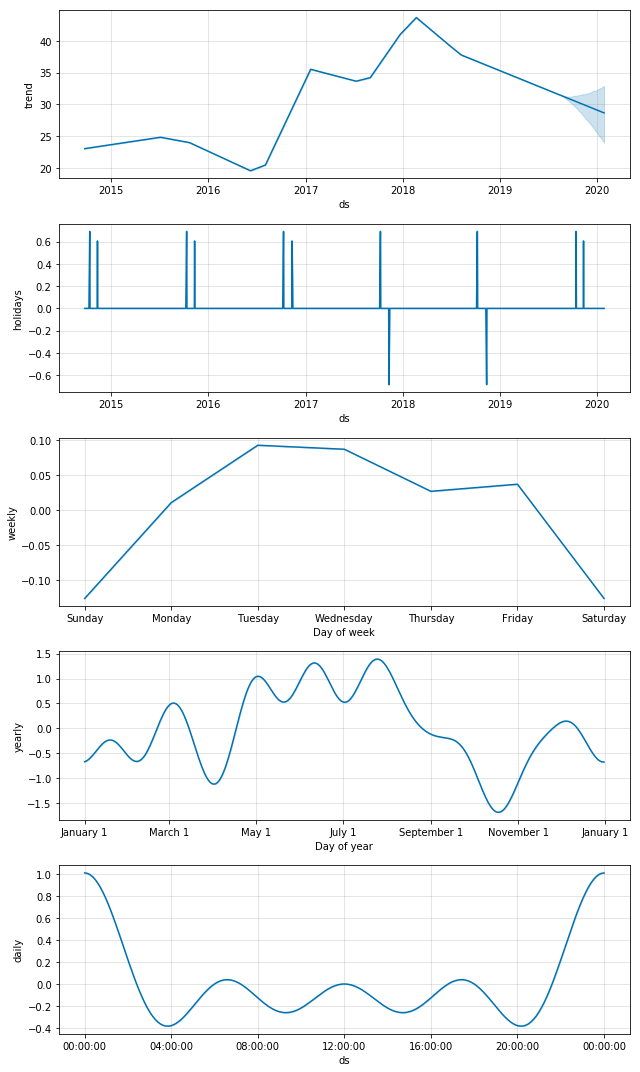 40
35
30
25
20
trend
2015 2016 2017 2018 2019 2020
ds
0.6
0.4
0.2
0.0
−0.2
−0.4
−0.6
holidays
2015 2016 2017 2018 2019 2020
ds
0.10
0.05
0.00
−0.05
−0.10
weekly
Sunday Monday Tuesday Wednesday Thursday Friday Saturday
Day of week
1.5
1.0
0.5
0.0
−0.5
−1.0
−1.5
yearly
January 1 March 1 May 1 July 1 September 1 November 1 January 1
Day of year
1.0
0.8
0.6
0.4
0.2
0.0
−0.2
−0.4
daily
00:00:00 04:00:00 08:00:00 12:00:00 16:00:00 20:00:00 00:00:00
ds